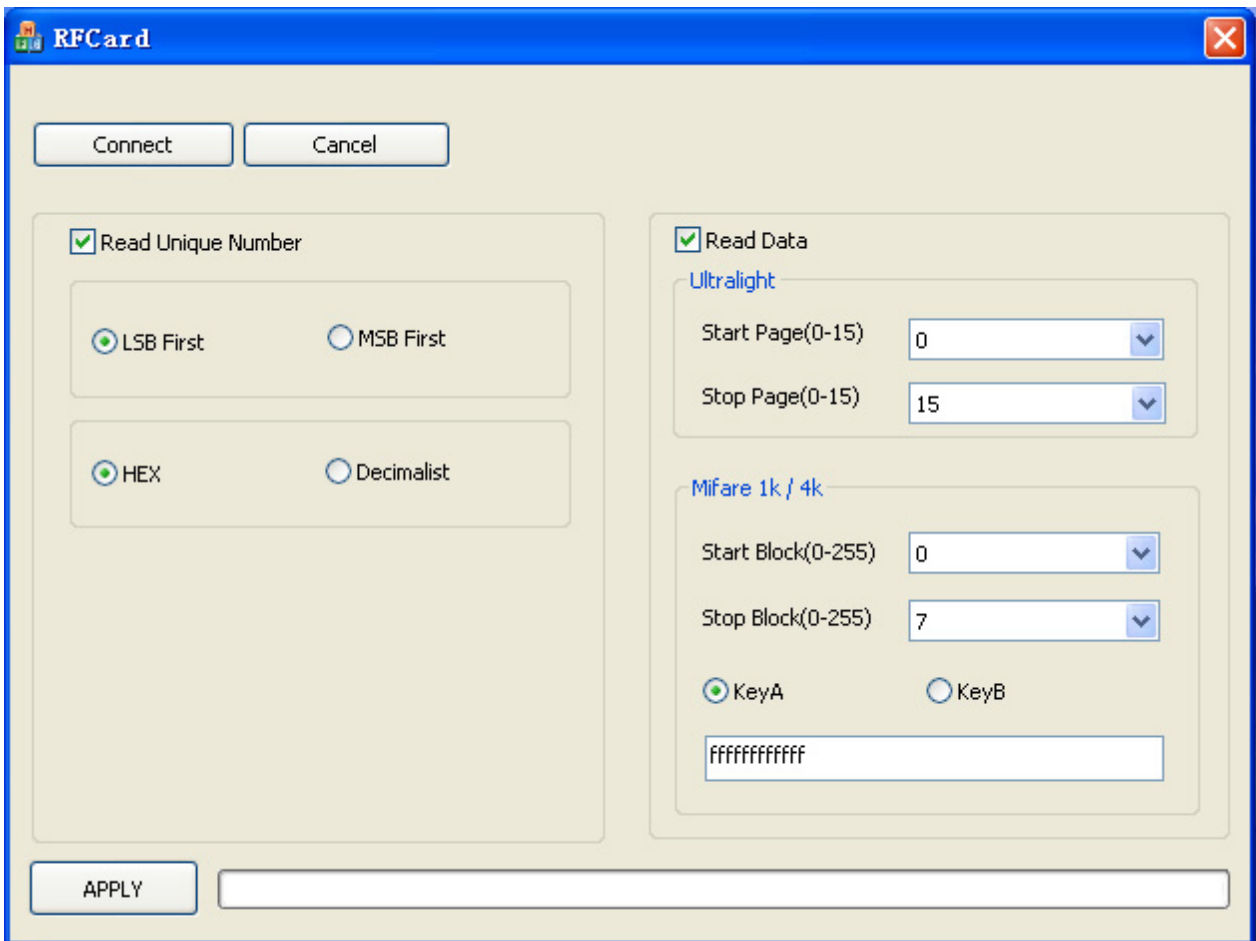 RFCard
Connect
Cancel
Read Unique Number
LSB First
MSB First
HEX
Decimalist
Read Data
Ultralight
Start Page(0-15)
0
Stop Page(0-15)
15
Mifare 1k / 4k
Start Block(0-255)
0
Stop Block(0-255)
7
KeyA
KeyB
ffffffffffff
APPLY